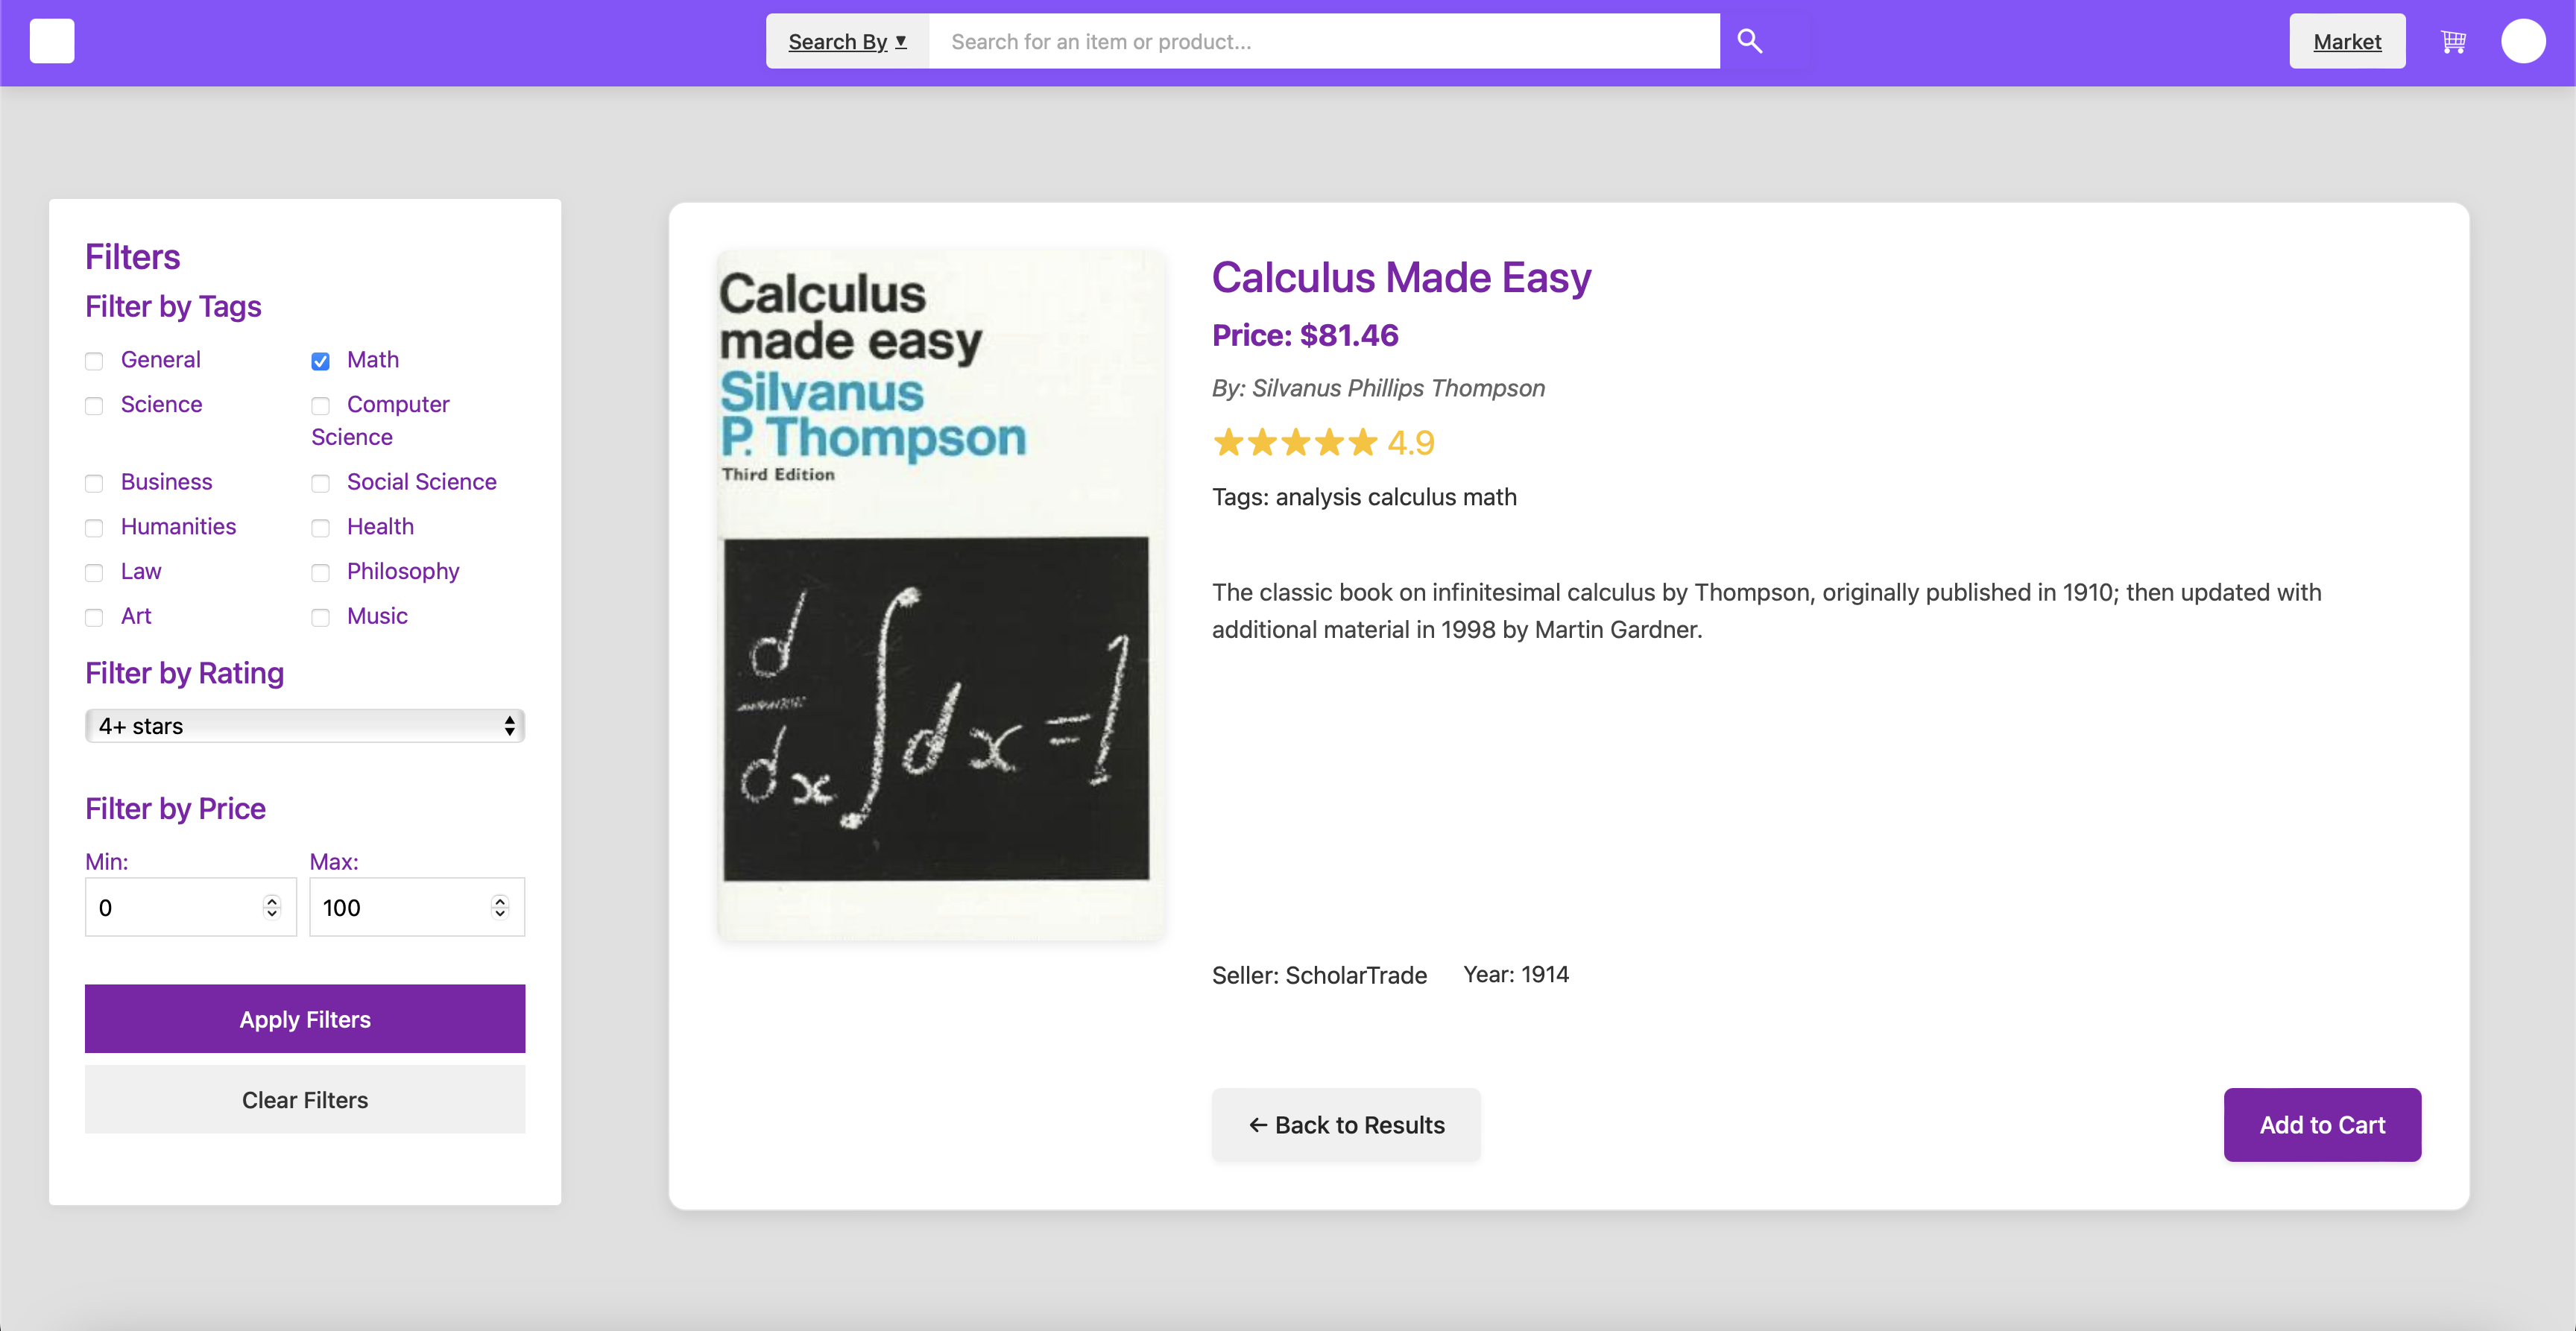 Search By ▼ Search for an item or product... Market
Filters
Filter by Tags
General Math
Science Computer Science
Business Social Science
Humanities Health
Law Philosophy
Art Music
Filter by Rating
4+ stars
Filter by Price
Min: Max:
0 100
Apply Filters
Clear Filters
Calculus
made easy
Silvanus
P. Thompson
Third Edition
d/dx ∫dx=1
Calculus Made Easy
Price: $81.46
By: Silvanus Phillips Thompson
★★★★★ 4.9
Tags: analysis calculus math
The classic book on infinitesimal calculus by Thompson, originally published in 1910; then updated with
additional material in 1998 by Martin Gardner.
Seller: ScholarTrade Year: 1914
← Back to Results Add to Cart